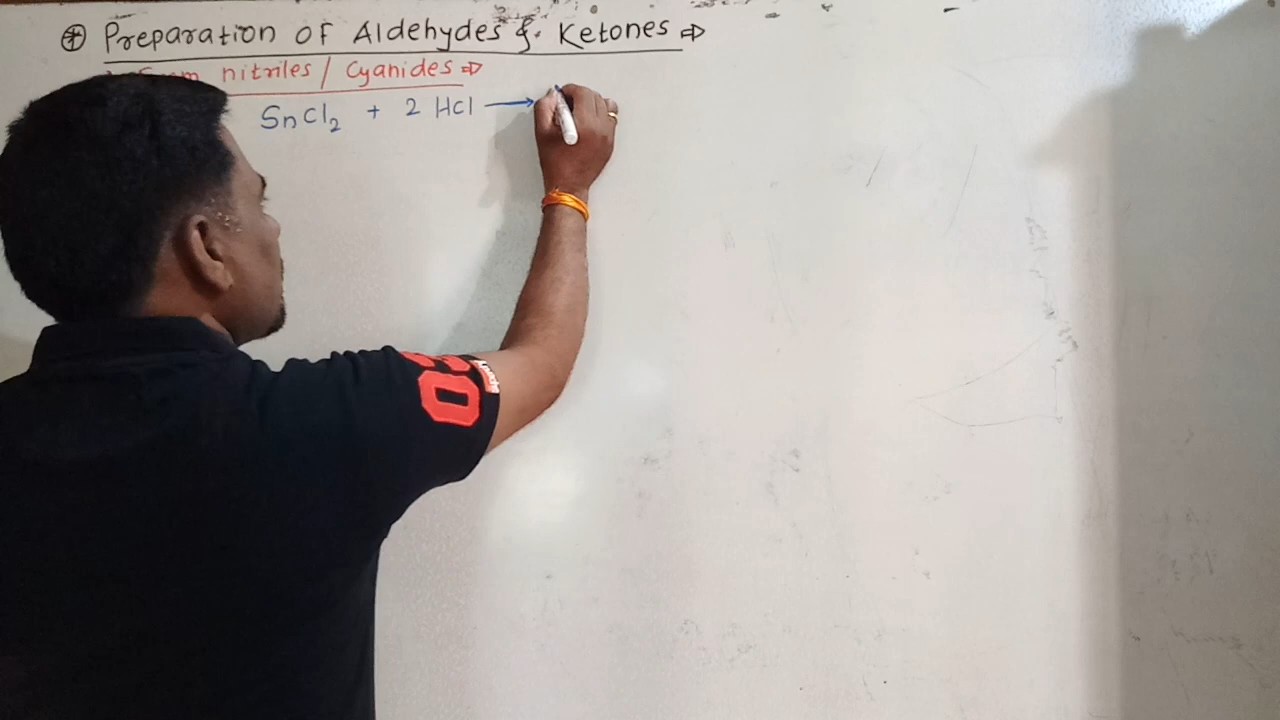 ⊕ Preparation OF Aldehydes & Ketones ⇒
nitriles / Cyanides ⇒
SnCl₂ + 2 HCl ⟶